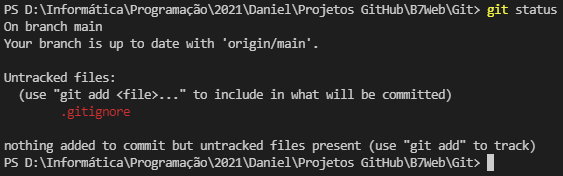 PS D:\Informática\Programação\2021\Daniel\Projetos GitHub\B7Web\Git> git status
On branch main
Your branch is up to date with 'origin/main'.
Untracked files:
(use "git add <file>..." to include in what will be committed)
.gitignore
nothing added to commit but untracked files present (use "git add" to track)
PS D:\Informática\Programação\2021\Daniel\Projetos GitHub\B7Web\Git>